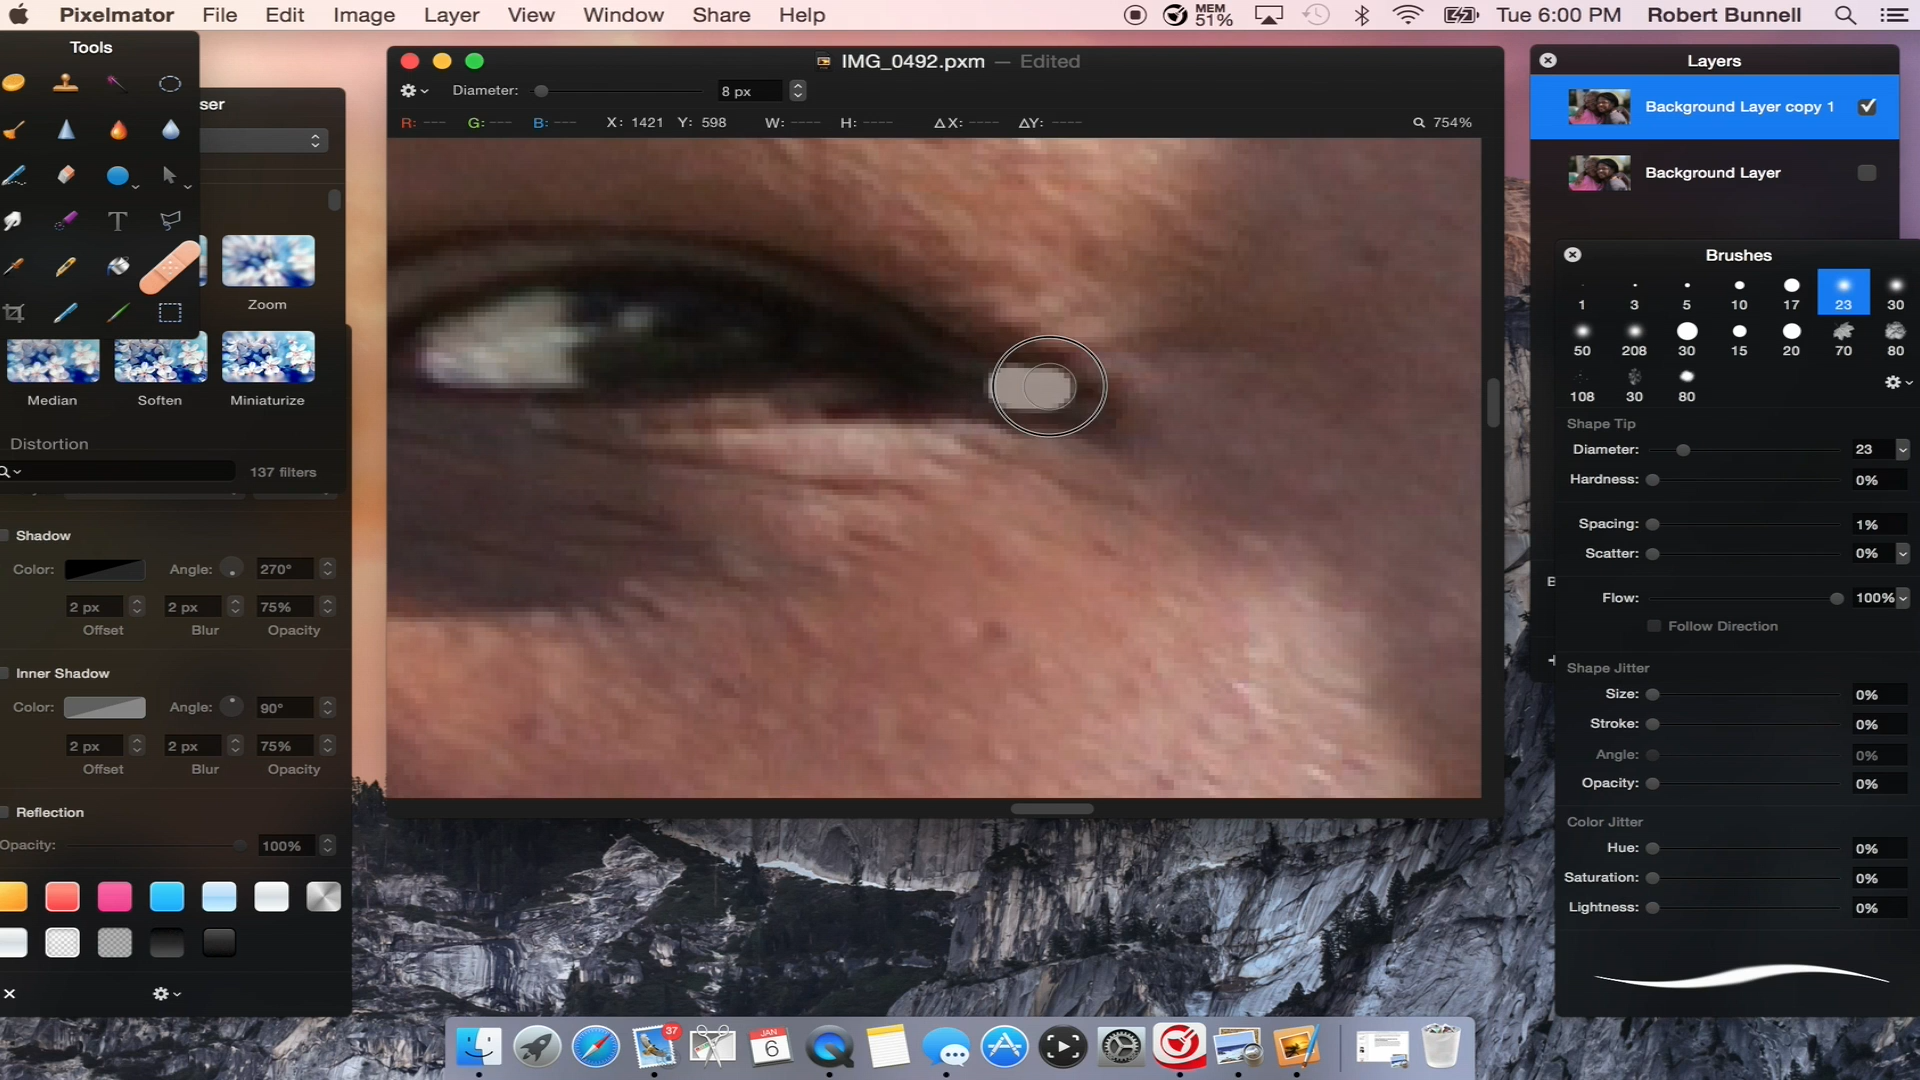 Pixelmator File Edit Image Layer View Window Share Help MEM 51% Tue 6:00 PM Robert Bunnell
Tools
ser
Zoom
Median Soften Miniaturize
Distortion
137 filters
Shadow
Color: Angle: 270°
2 px 2 px 75%
Offset Blur Opacity
Inner Shadow
Color: Angle: 90°
2 px 2 px 75%
Offset Blur Opacity
Reflection
Opacity: 100%
IMG_0492.pxm — Edited
Diameter: 8 px
R: --- G: --- B: --- X: 1421 Y: 598 W: ---- H: ---- ΔX: ---- ΔY: ---- 754%
T
Layers
Background Layer copy 1
Background Layer
Brushes
1 3 5 10 17 23 30
50 208 30 15 20 70 80
108 30 80
Shape Tip
Diameter: 23
Hardness: 0%
Spacing: 1%
Scatter: 0%
B
Flow: 100%
Follow Direction
Shape Jitter
Size: 0%
Stroke: 0%
Angle: 0%
Opacity: 0%
Color Jitter
Hue: 0%
Saturation: 0%
Lightness: 0%
37
JAN
6